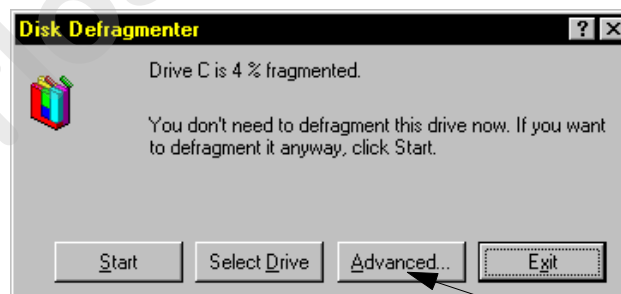 Disk Defragmenter
Drive C is 4 % fragmented.
You don't need to defragment this drive now. If you want
to defragment it anyway, click Start.
Start
Select Drive
Advanced...
Exit